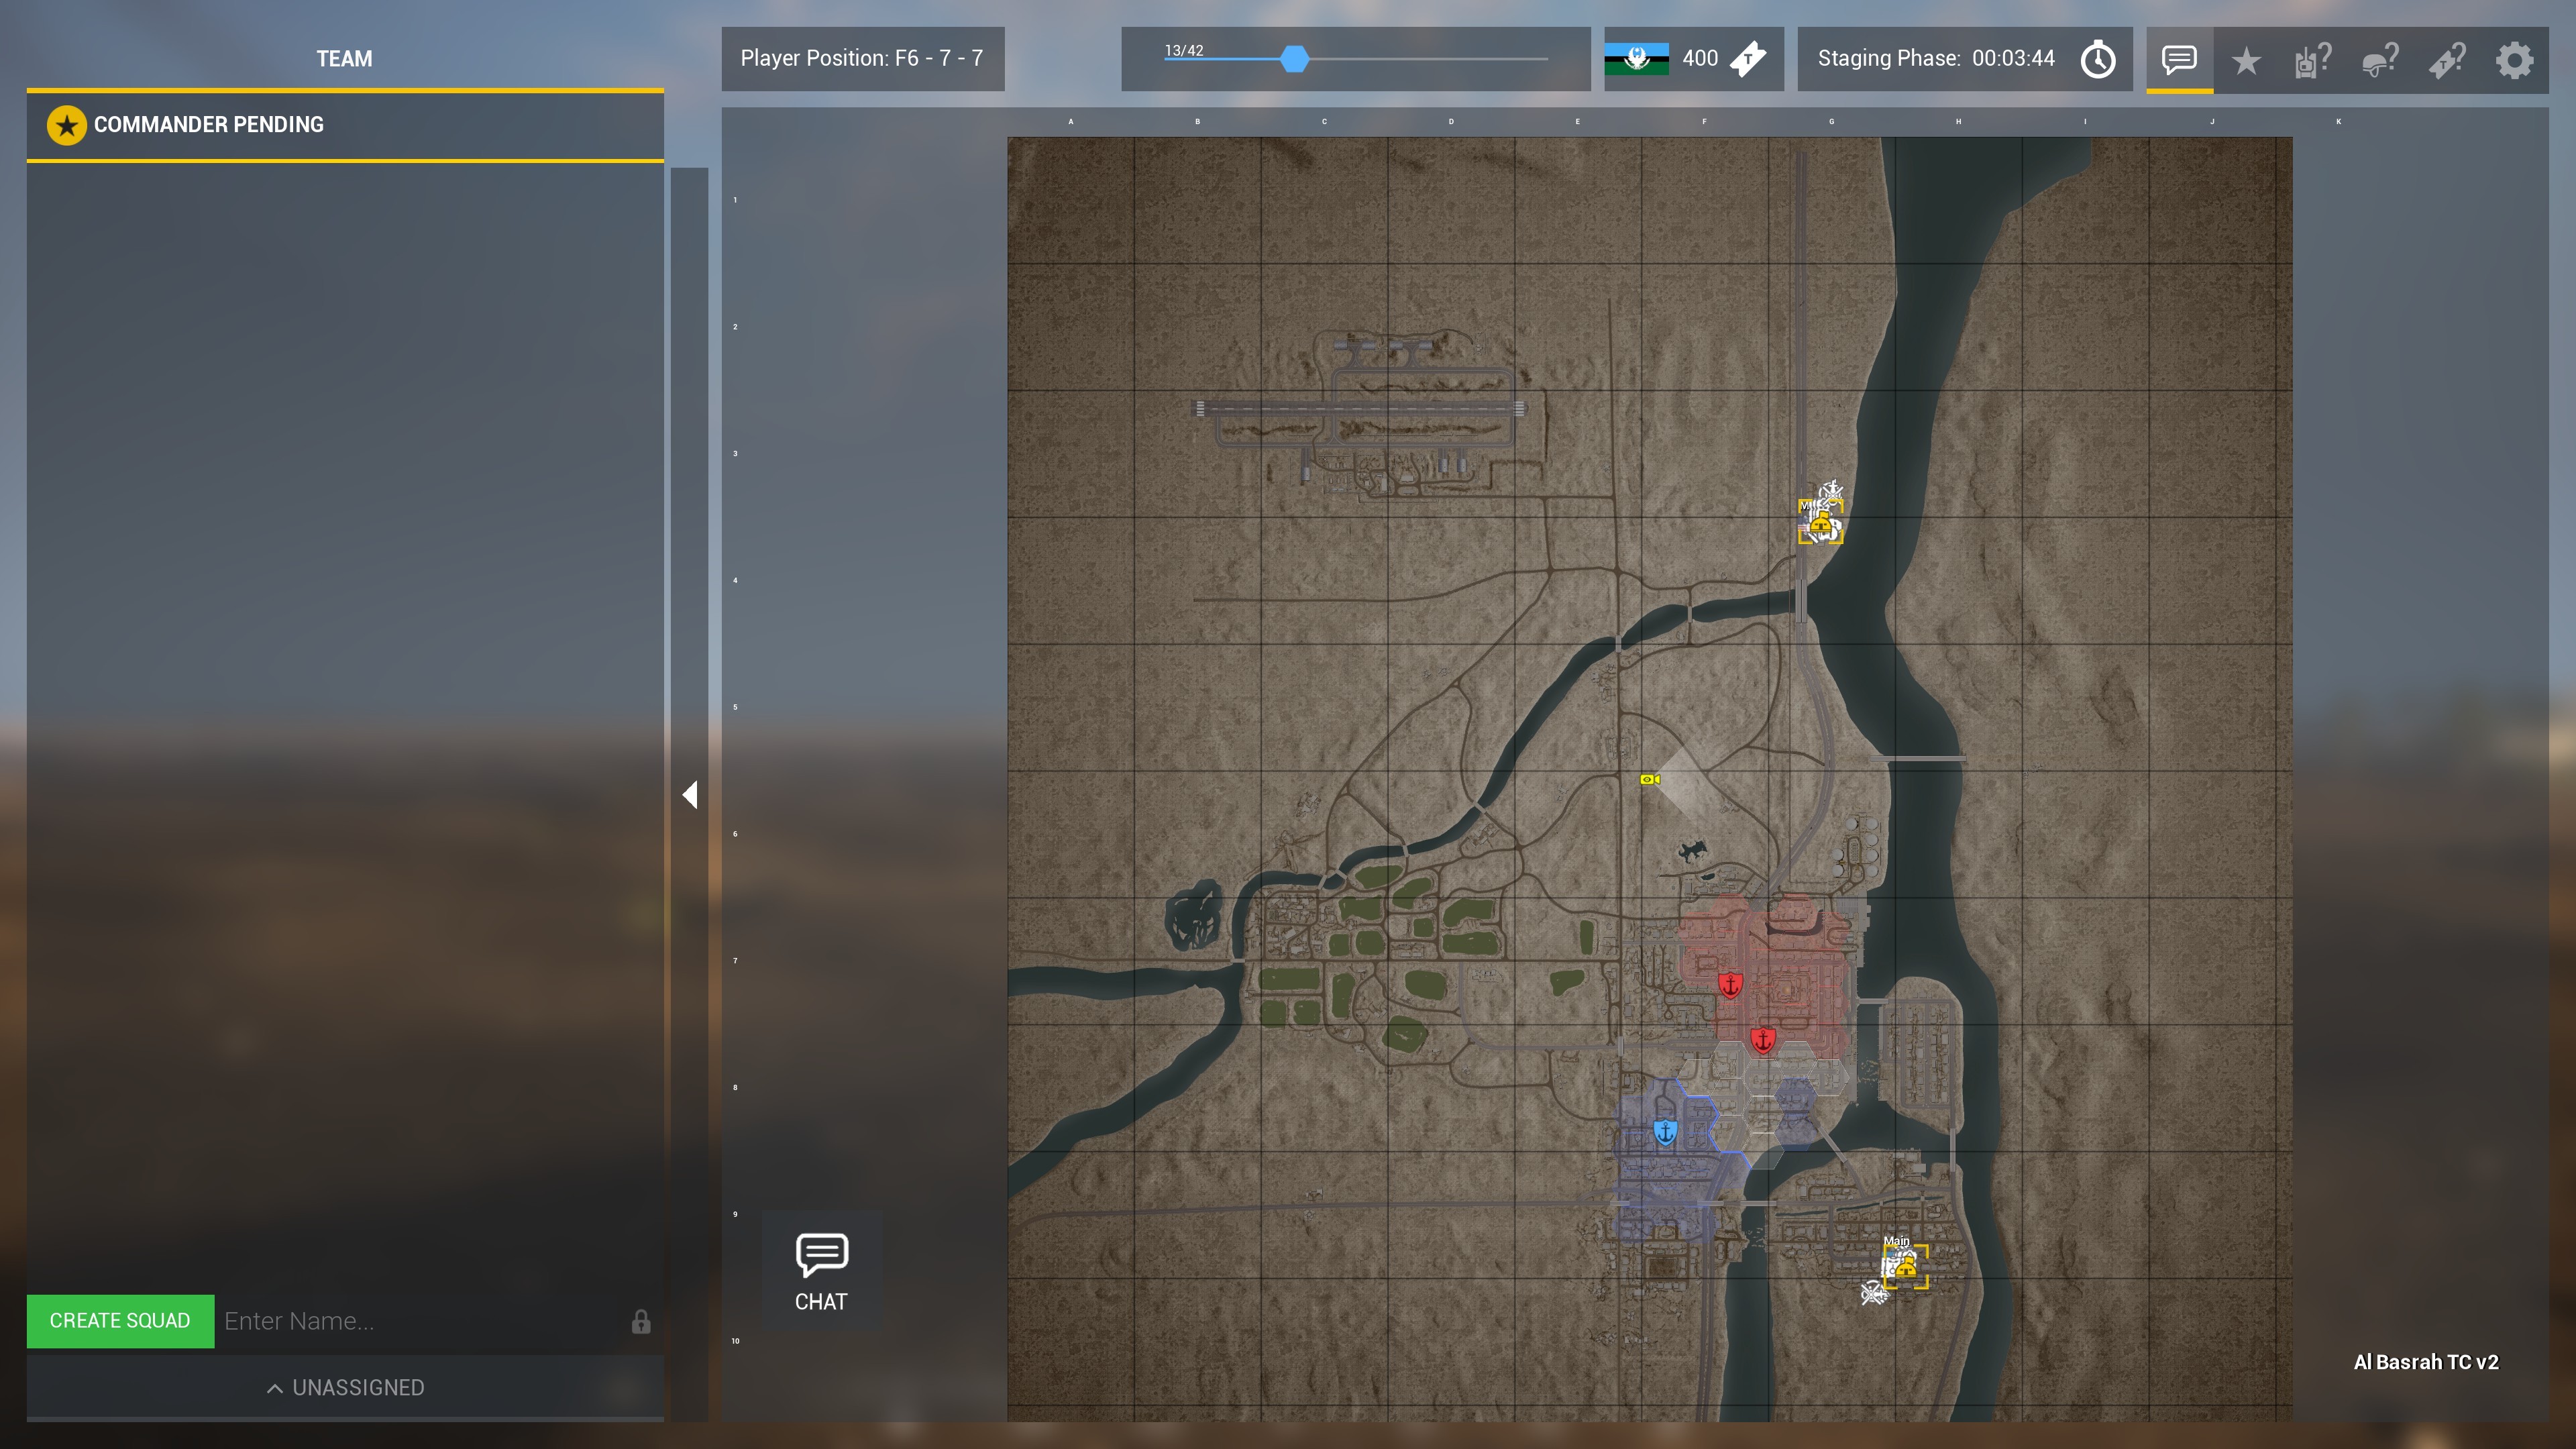 TEAM
Player Position: F6 - 7 - 7
13/42
400
Staging Phase: 00:03:44
COMMANDER PENDING
A B C D E F G H I J K
1
2
3
4
5
6
7
8
9
10
Main
CHAT
CREATE SQUAD
Enter Name...
UNASSIGNED
Al Basrah TC v2